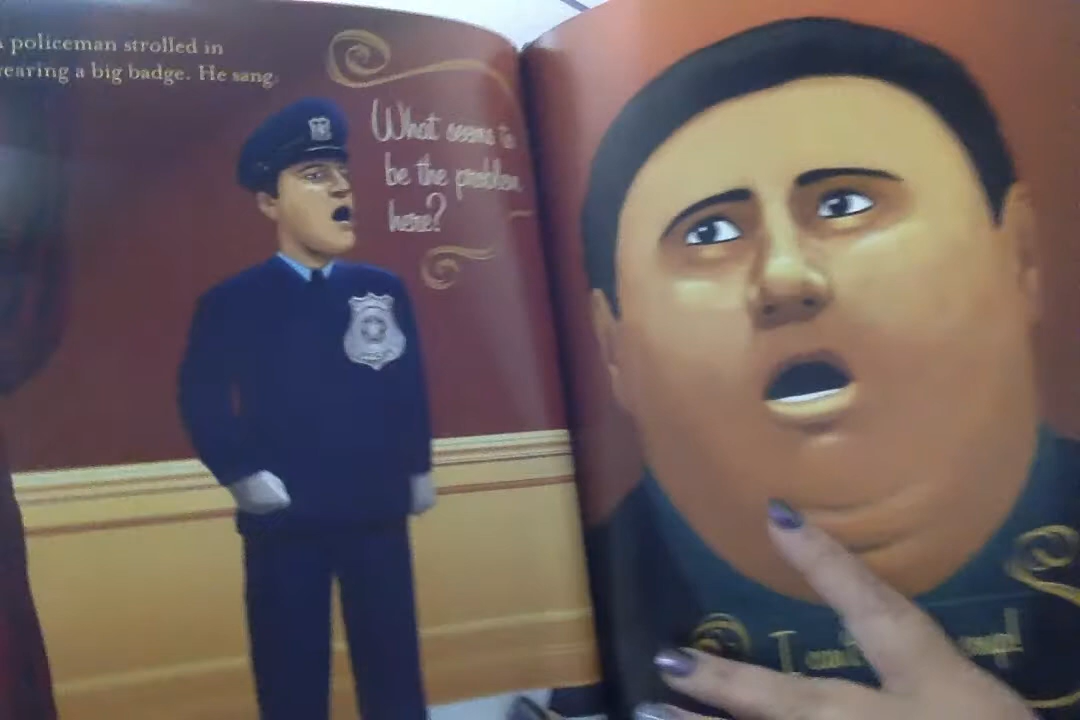 policeman strolled in
wearing a big badge. He sang,
What seems to
be the problem
here?
I